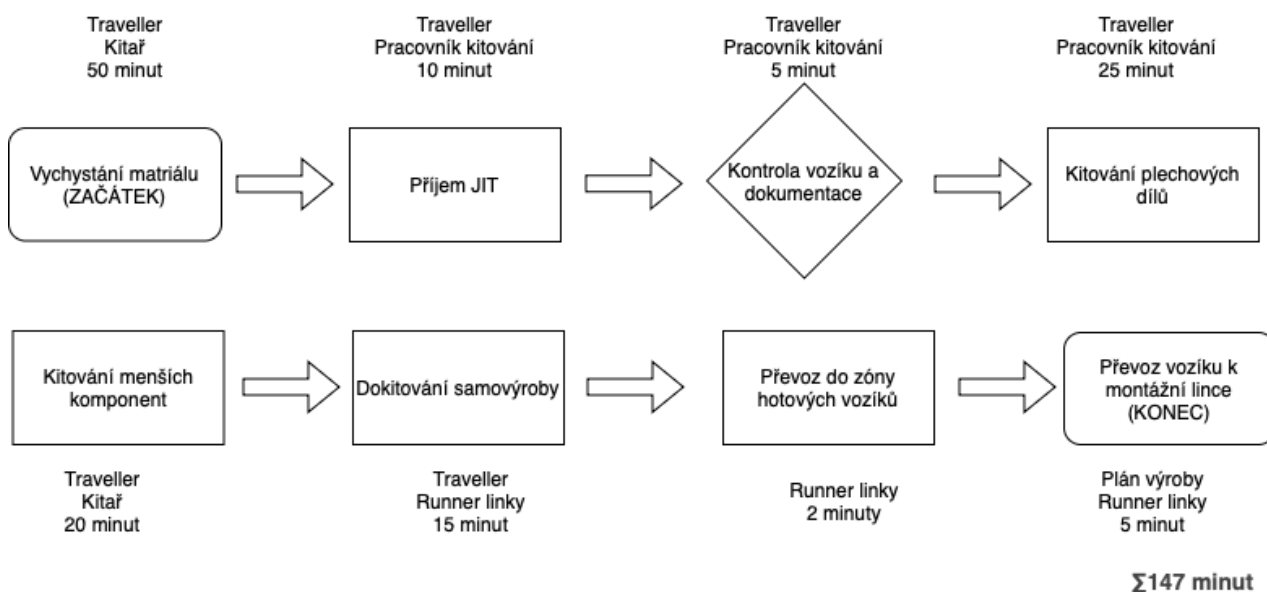 Traveller
Kitař
50 minut
Traveller
Pracovník kitování
10 minut
Traveller
Pracovník kitování
5 minut
Traveller
Pracovník kitování
25 minut
Vychystání matriálu
(ZAČÁTEK)
Příjem JIT
Kontrola vozíku a
dokumentace
Kitování plechových
dílů
Kitování menších
komponent
Dokitování samovýroby
Převoz do zóny
hotových vozíků
Převoz vozíku k
montážní lince
(KONEC)
Traveller
Kitař
20 minut
Traveller
Runner linky
15 minut
Runner linky
2 minuty
Plán výroby
Runner linky
5 minut
∑147 minut